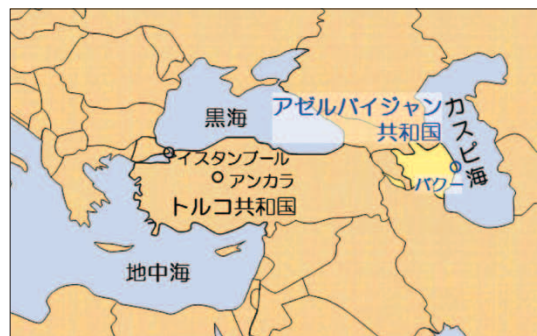 黒海
アゼルバイジャン
共和国
カスピ海
イスタンブール
アンカラ
バクー
トルコ共和国
地中海